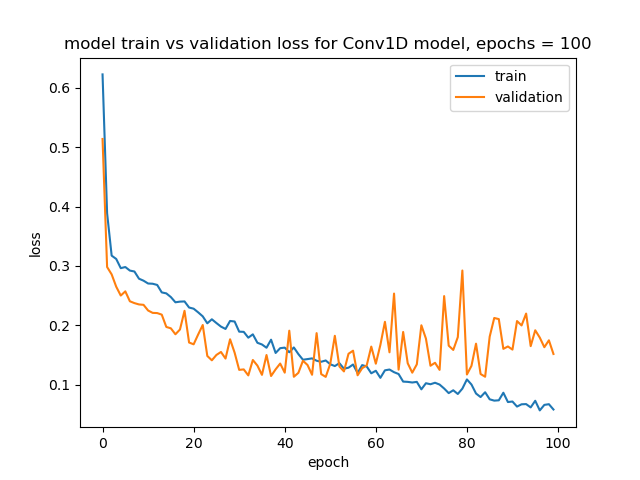 model train vs validation loss for Conv1D model, epochs = 100
train
validation
0.6
0.5
0.4
0.3
0.2
0.1
loss
0 20 40 60 80 100
epoch